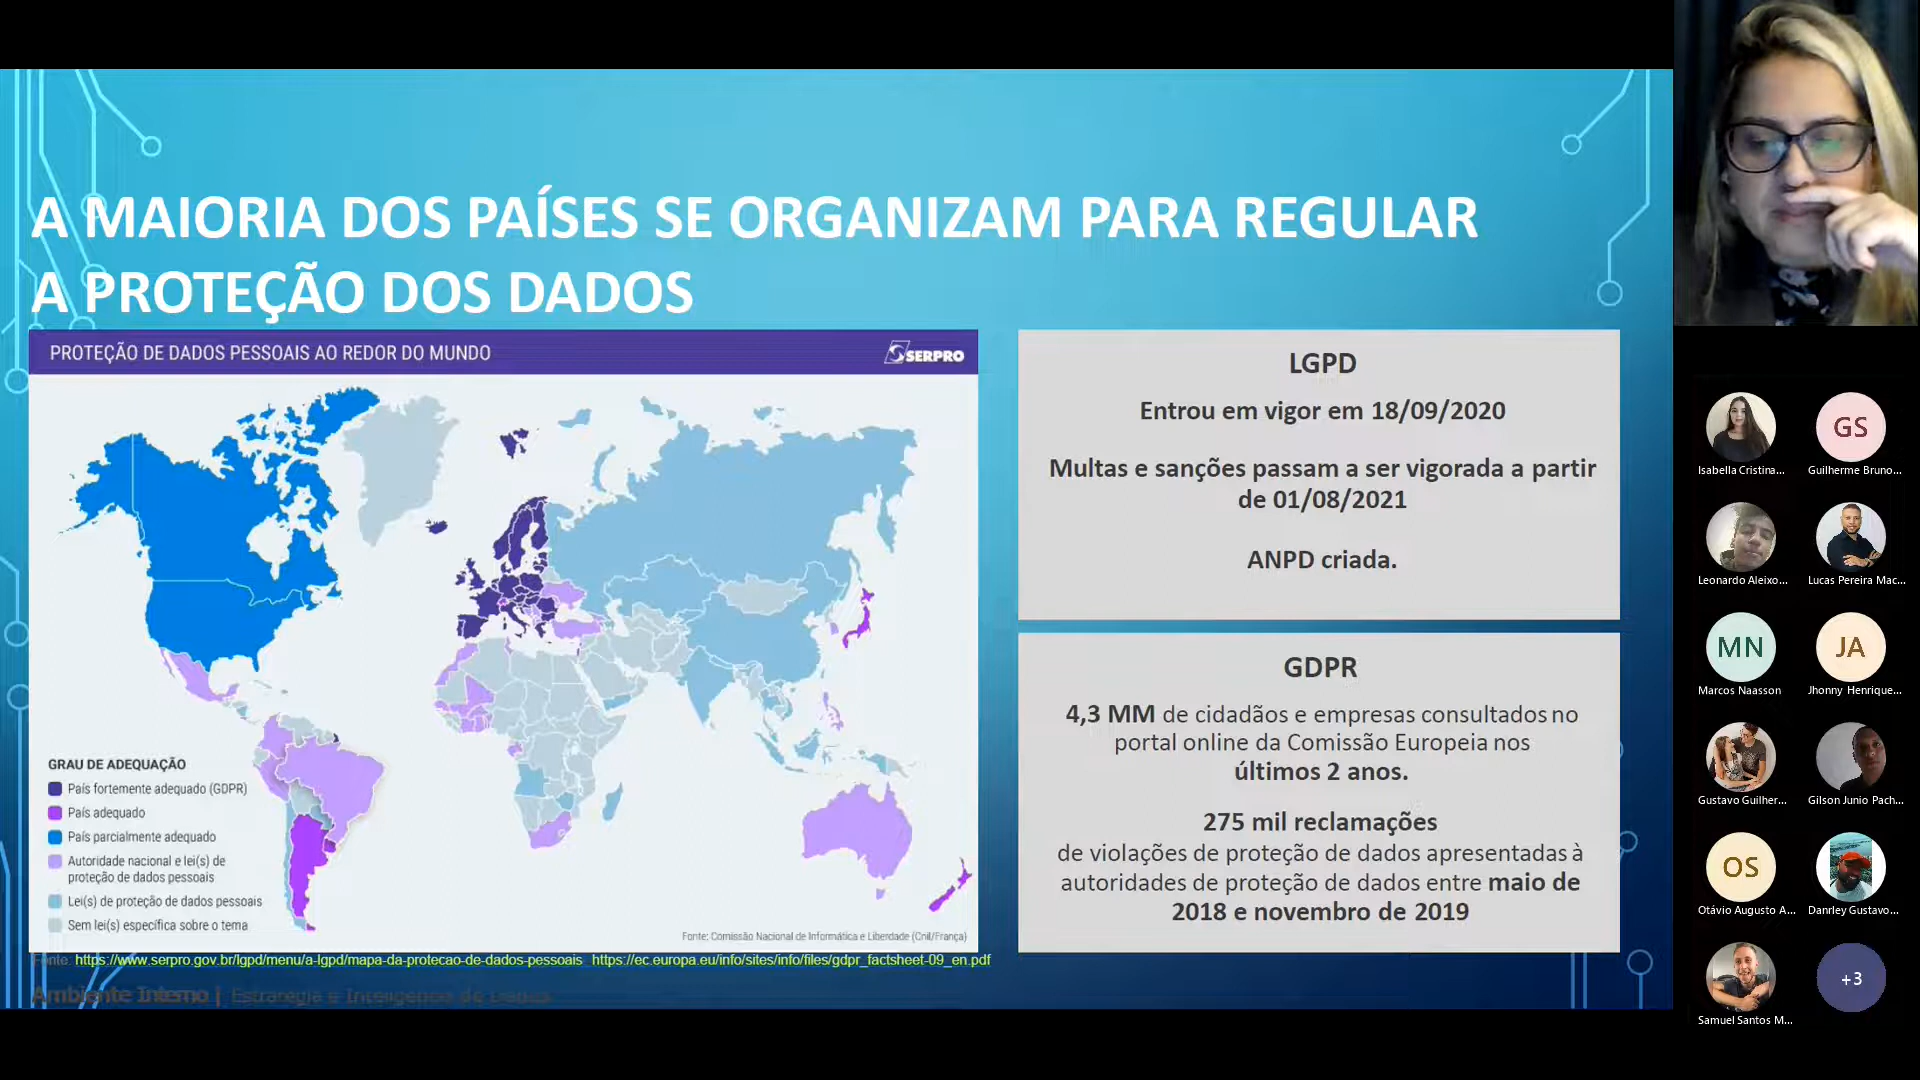 A MAIORIA DOS PAÍSES SE ORGANIZAM PARA REGULAR
A PROTEÇÃO DOS DADOS
PROTEÇÃO DE DADOS PESSOAIS AO REDOR DO MUNDO
SERPRO
GRAU DE ADEQUAÇÃO
País fortemente adequado (GDPR)
País adequado
País parcialmente adequado
Autoridade nacional e lei(s) de
proteção de dados pessoais
Lei(s) de proteção de dados pessoais
Sem lei(s) específica sobre o tema
Fonte: Comissão Nacional de Informática e Liberdade (Cnil/França)
Fonte: https://www.serpro.gov.br/lgpd/menu/a-lgpd/mapa-da-protecao-de-dados-pessoais https://ec.europa.eu/info/sites/info/files/gdpr_factsheet-09_en.pdf
Ambiente Interno | Estratégia e Inteligência de Dados
LGPD
Entrou em vigor em 18/09/2020
Multas e sanções passam a ser vigorada a partir
de 01/08/2021
ANPD criada.
GDPR
4,3 MM de cidadãos e empresas consultados no
portal online da Comissão Europeia nos
últimos 2 anos.
275 mil reclamações
de violações de proteção de dados apresentadas à
autoridades de proteção de dados entre maio de
2018 e novembro de 2019
Isabella Cristina...
GS
Guilherme Bruno...
Leonardo Aleixo...
Lucas Pereira Mac...
MN
Marcos Naasson
JA
Jhonny Henrique...
Gustavo Guilher...
Gilson Junio Pach...
OS
Otávio Augusto A...
Danrley Gustavo...
Samuel Santos M...
+3